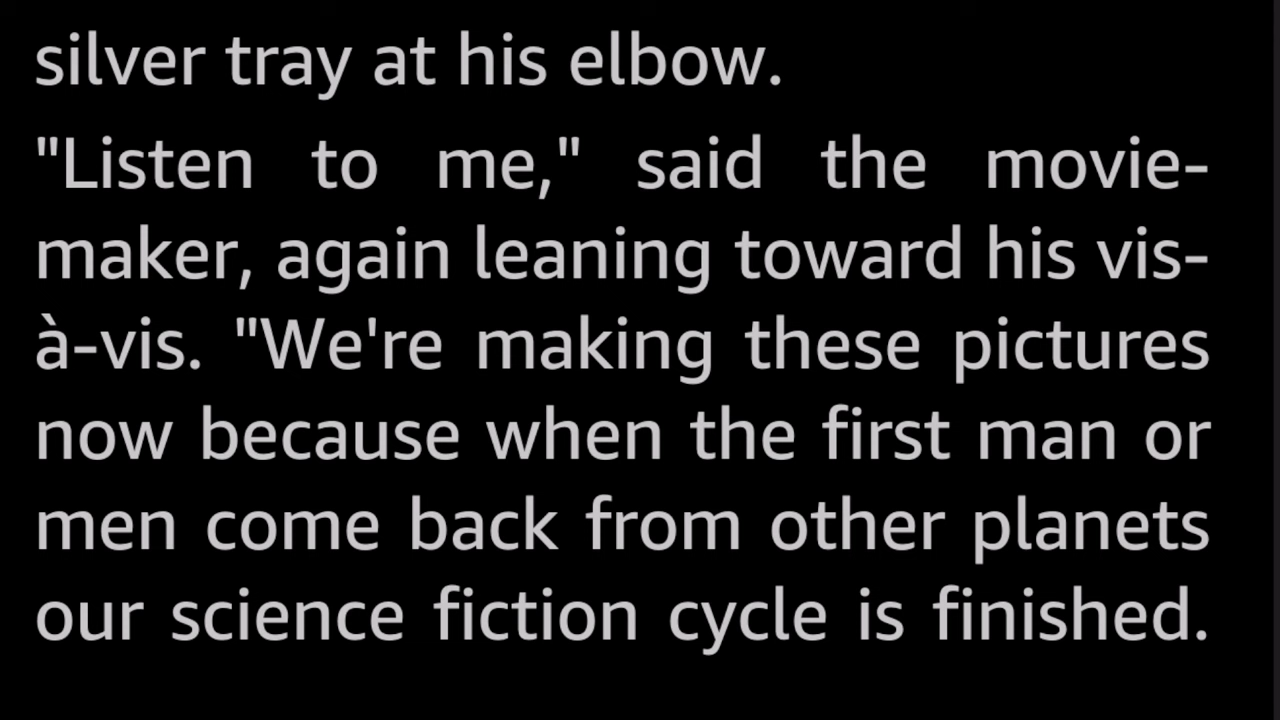 silver tray at his elbow.
"Listen to me," said the movie-
maker, again leaning toward his vis-
à-vis. "We're making these pictures
now because when the first man or
men come back from other planets
our science fiction cycle is finished.